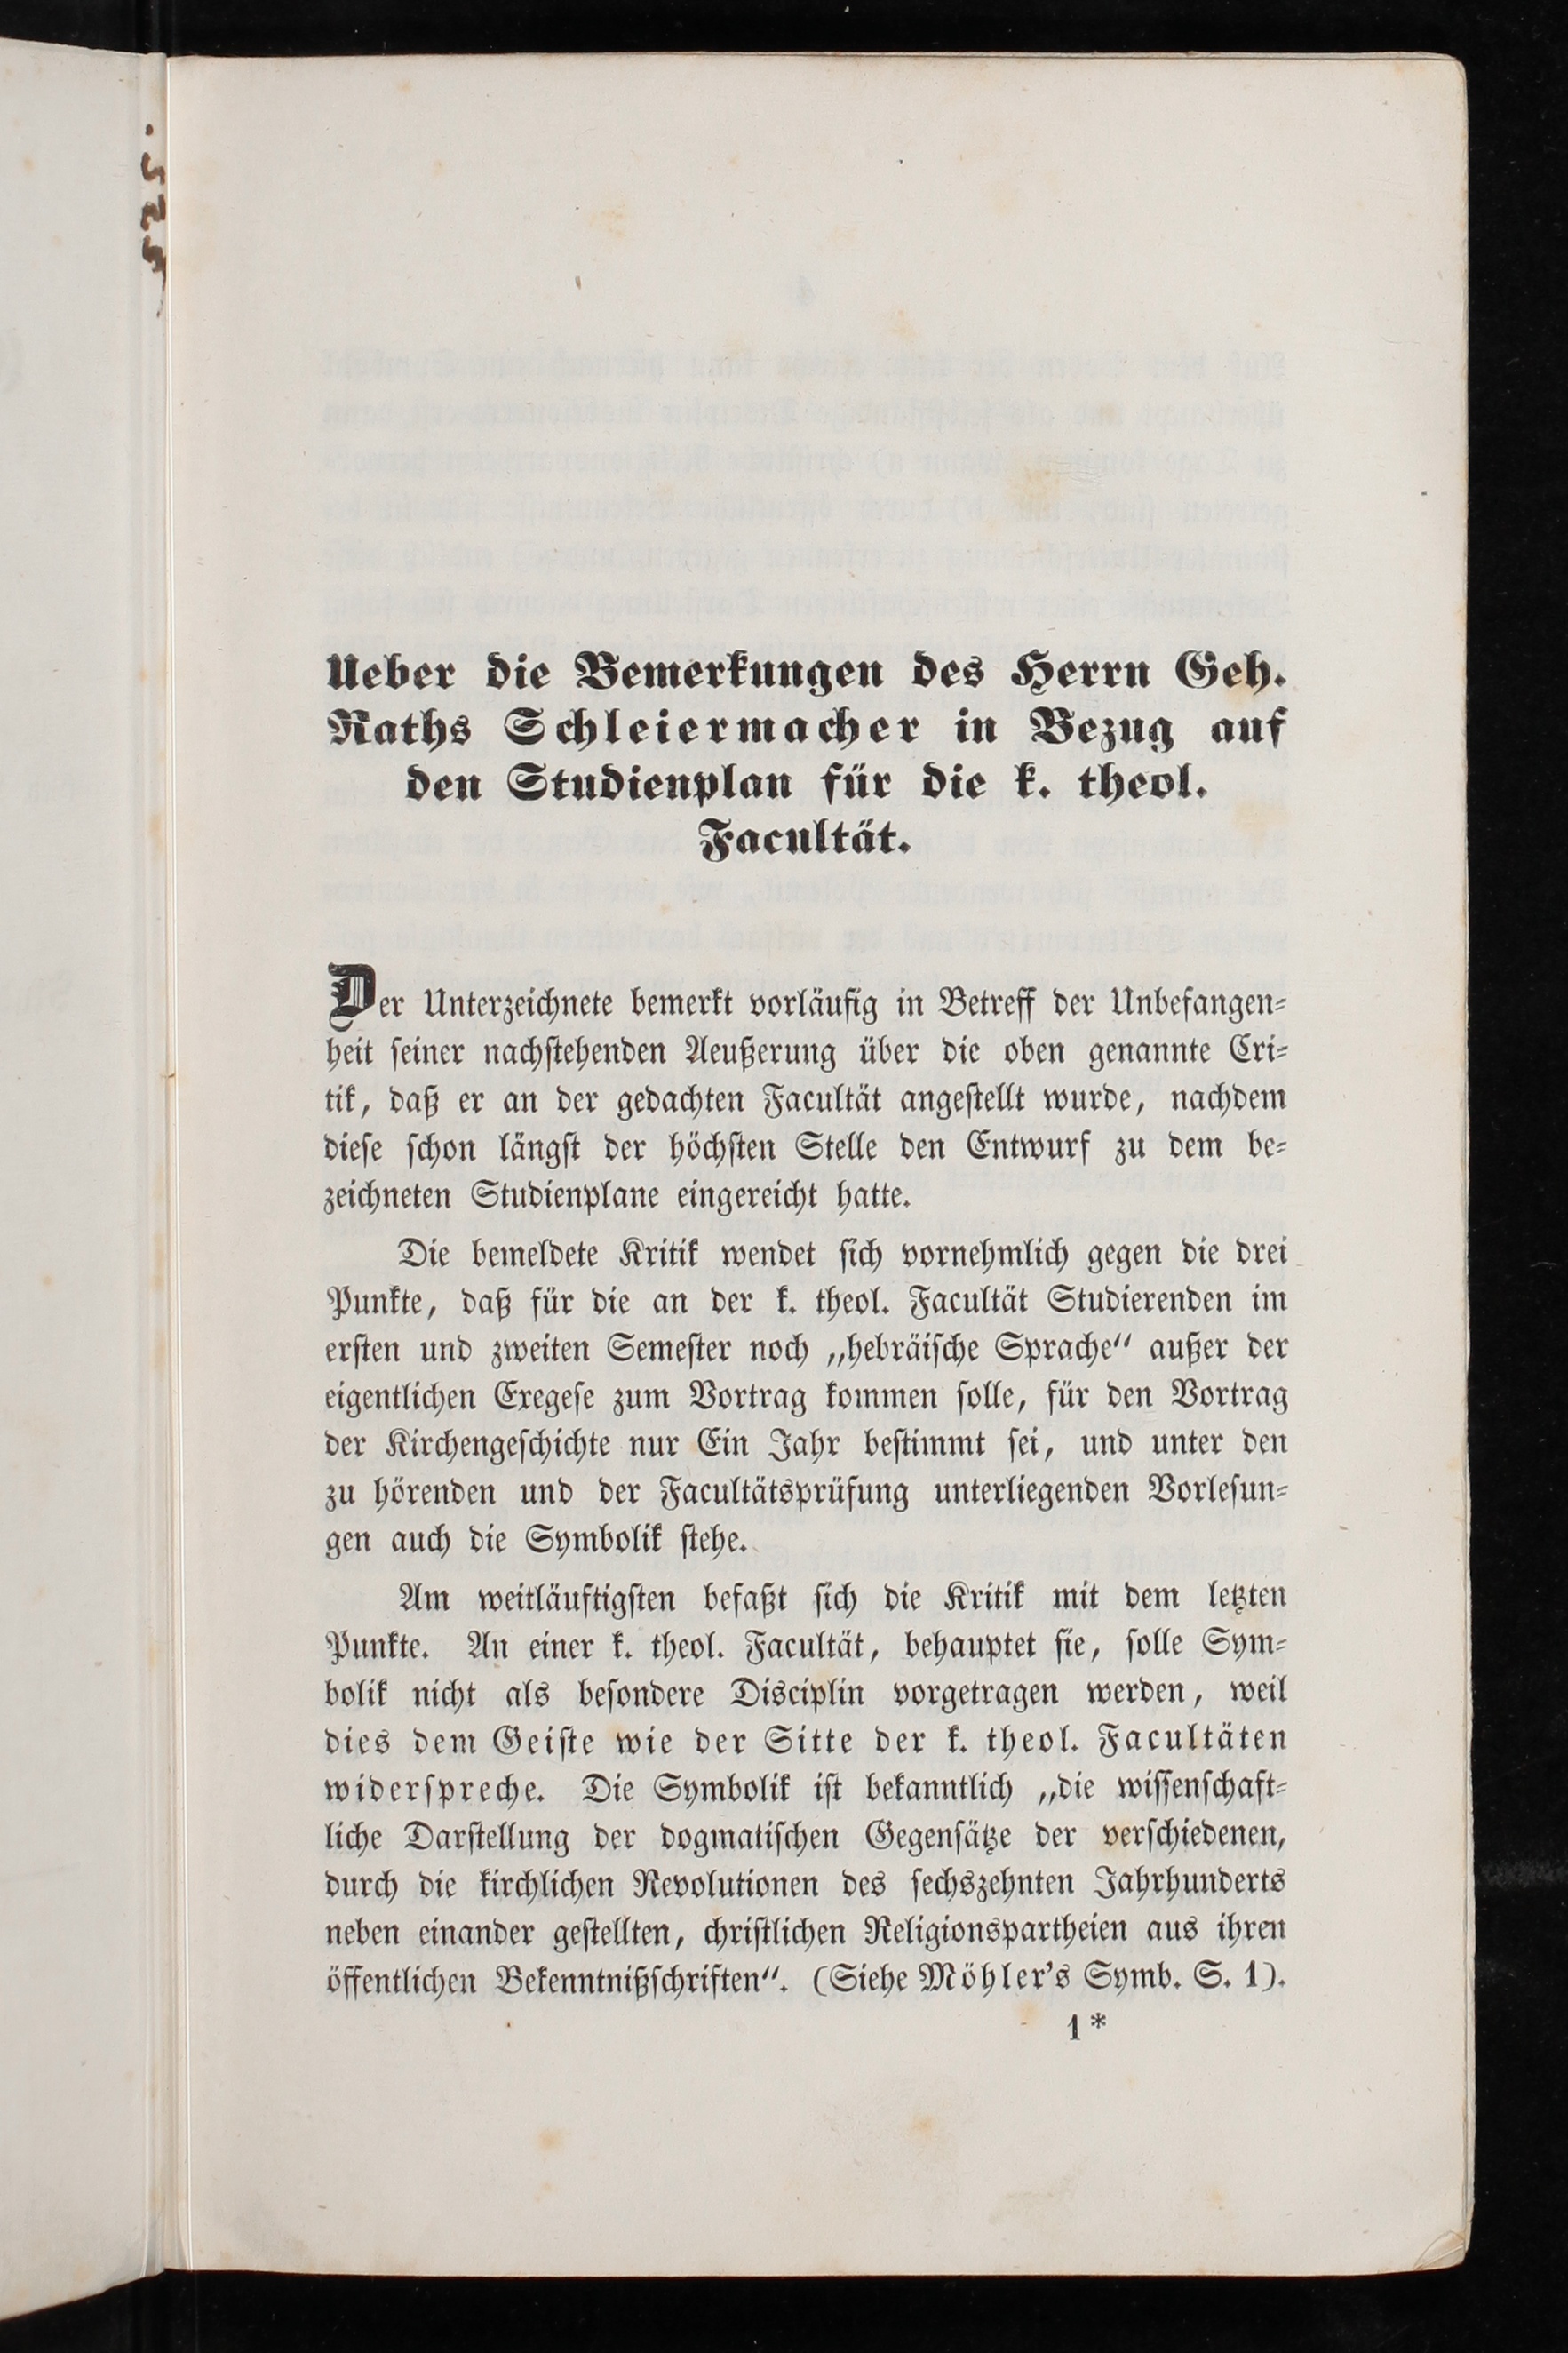 Ueber die Bemerkungen des Herrn Geh.
Raths Schleiermacher in Bezug auf
den Studienplan für die k. theol.
Facultät.
Der Unterzeichnete bemerkt vorläufig in Betreff der Unbefangen-
heit seiner nachstehenden Aeußerung über die oben genannte Cri-
tik, daß er an der gedachten Facultät angestellt wurde, nachdem
diese schon längst der höchsten Stelle den Entwurf zu dem be-
zeichneten Studienplane eingereicht hatte.
Die bemeldete Kritik wendet sich vornehmlich gegen die drei
Punkte, daß für die an der k. theol. Facultät Studierenden im
ersten und zweiten Semester noch „hebräische Sprache“ außer der
eigentlichen Exegese zum Vortrag kommen solle, für den Vortrag
der Kirchengeschichte nur Ein Jahr bestimmt sei, und unter den
zu hörenden und der Facultätsprüfung unterliegenden Vorlesun-
gen auch die Symbolik stehe.
Am weitläuftigsten befaßt sich die Kritik mit dem letzten
Punkte. An einer k. theol. Facultät, behauptet sie, solle Sym-
bolik nicht als besondere Disciplin vorgetragen werden, weil
dies dem Geiste wie der Sitte der k. theol. Facultäten
widerspreche. Die Symbolik ist bekanntlich „die wissenschaft-
liche Darstellung der dogmatischen Gegensätze der verschiedenen,
durch die kirchlichen Revolutionen des sechszehnten Jahrhunderts
neben einander gestellten, christlichen Religionspartheien aus ihren
öffentlichen Bekenntnißschriften“. (Siehe Möhler's Symb. S. 1).
1*